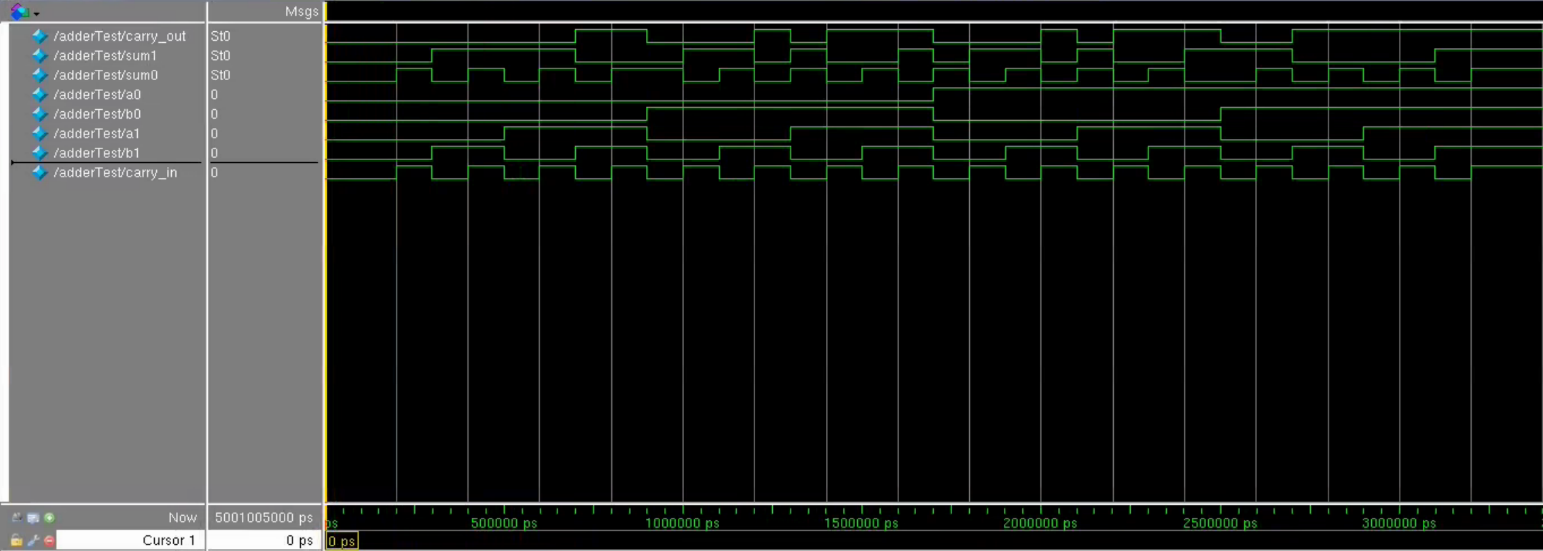 Msgs
/adderTest/carry_out St0
/adderTest/sum1 St0
/adderTest/sum0 St0
/adderTest/a0 0
/adderTest/b0 0
/adderTest/a1 0
/adderTest/b1 0
/adderTest/carry_in 0
Now 5001005000 ps ps 500000 ps 1000000 ps 1500000 ps 2000000 ps 2500000 ps 3000000 ps
Cursor 1 0 ps 0 ps